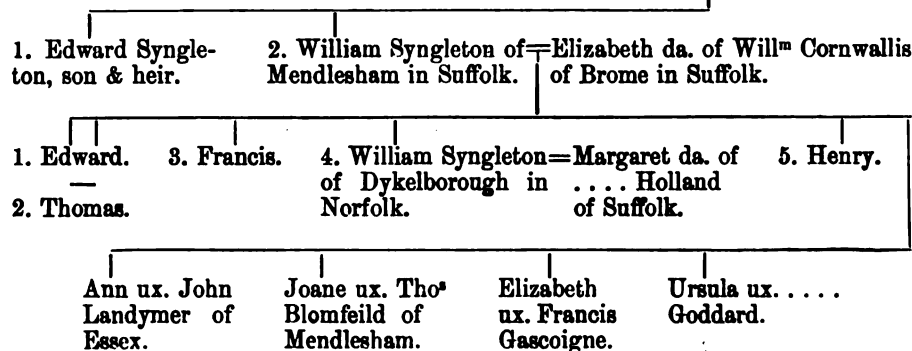 1. Edward Syngle-
ton, son & heir.
2. William Syngleton of=Elizabeth da. of Willᵐ Cornwallis
Mendlesham in Suffolk. of Brome in Suffolk.
1. Edward.
—
2. Thomas.
3. Francis.
4. William Syngleton=Margaret da. of
of Dykelborough in .... Holland
Norfolk. of Suffolk.
5. Henry.
Ann ux. John
Landymer of
Essex.
Joane ux. Thoˢ
Blomfeild of
Mendlesham.
Elizabeth
ux. Francis
Gascoigne.
Ursula ux.....
Goddard.